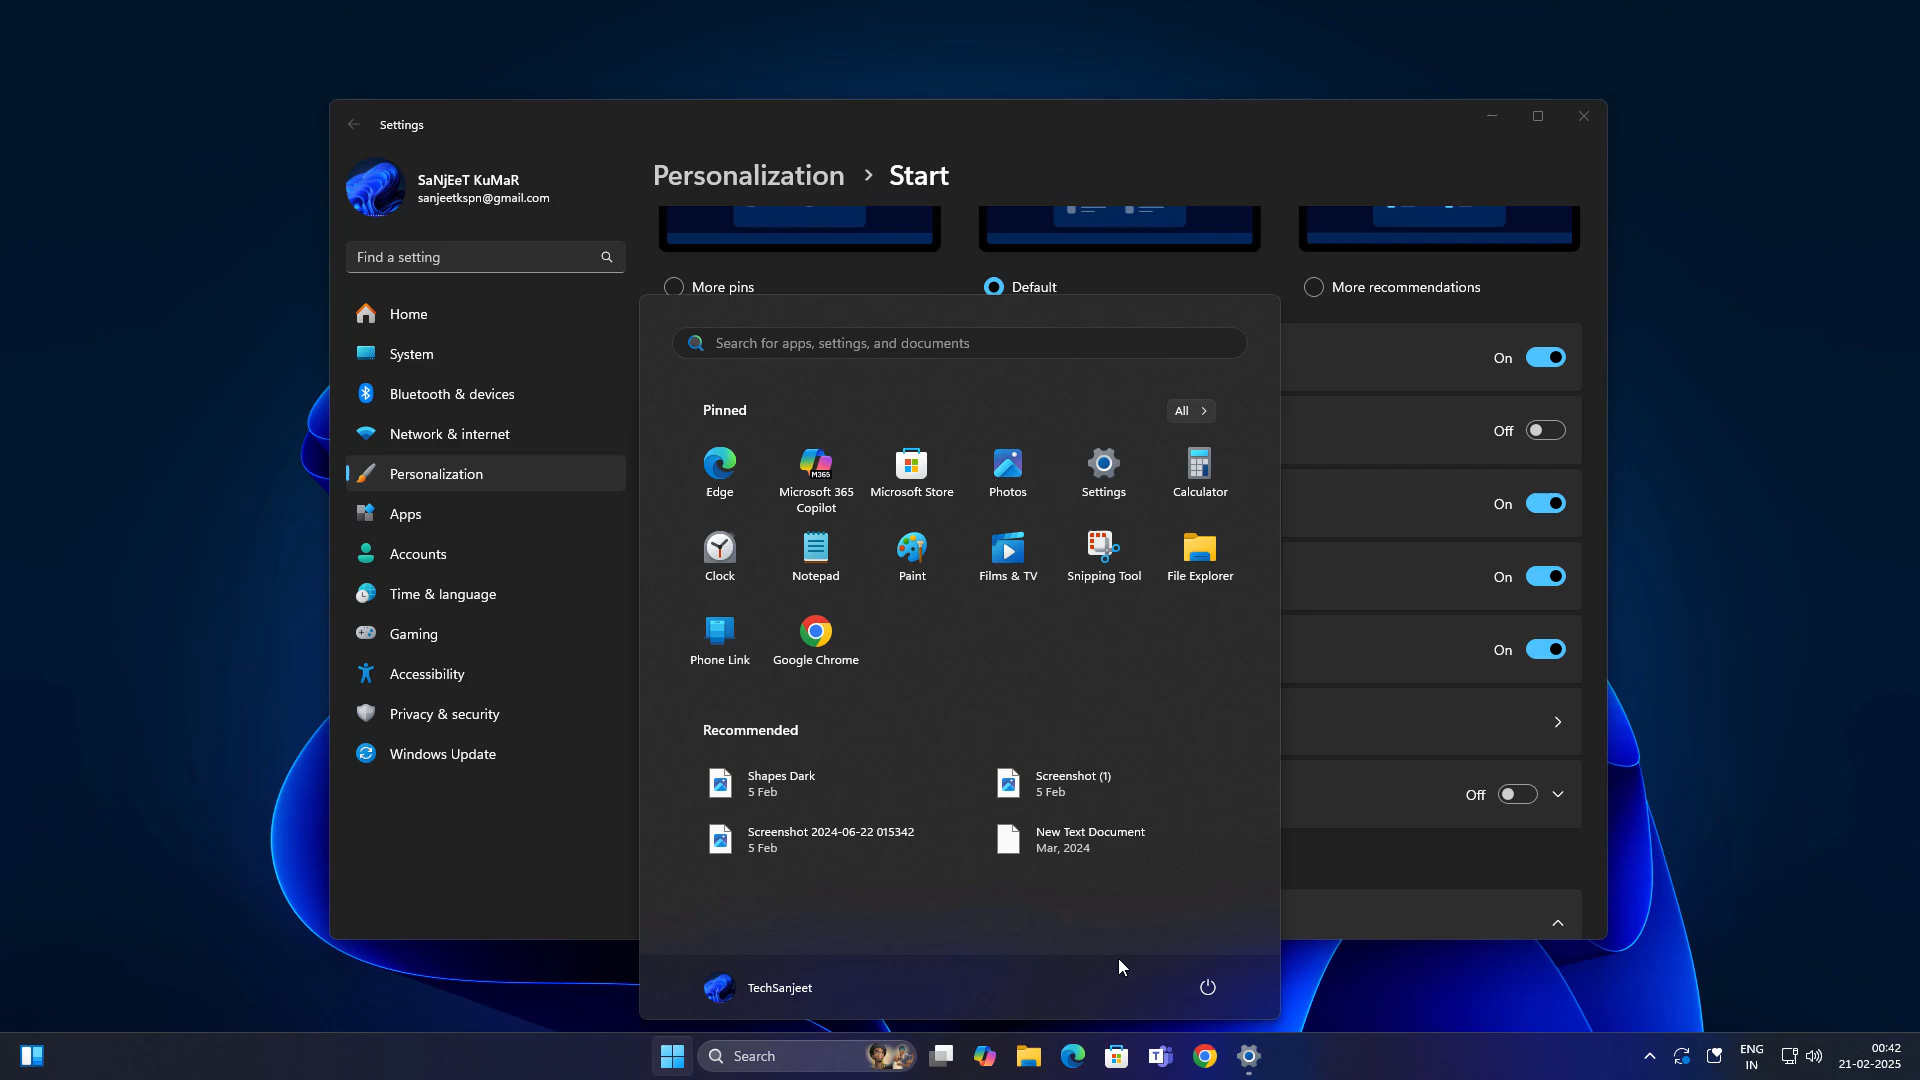 Settings
SaNjEeT KuMaR
sanjeetkspn@gmail.com
Find a setting
Home
System
Bluetooth & devices
Network & internet
Personalization
Apps
Accounts
Time & language
Gaming
Accessibility
Privacy & security
Windows Update
Personalization > Start
More pins
Default
More recommendations
On
Off
On
On
On
Off
Search for apps, settings, and documents
Pinned
All
Edge
Microsoft 365 Copilot
M365
Microsoft Store
Photos
Settings
Calculator
Clock
Notepad
Paint
Films & TV
Snipping Tool
File Explorer
Phone Link
Google Chrome
Recommended
Shapes Dark
5 Feb
Screenshot (1)
5 Feb
Screenshot 2024-06-22 015342
5 Feb
New Text Document
Mar, 2024
TechSanjeet
Search
ENG
IN
00:42
21-02-2025